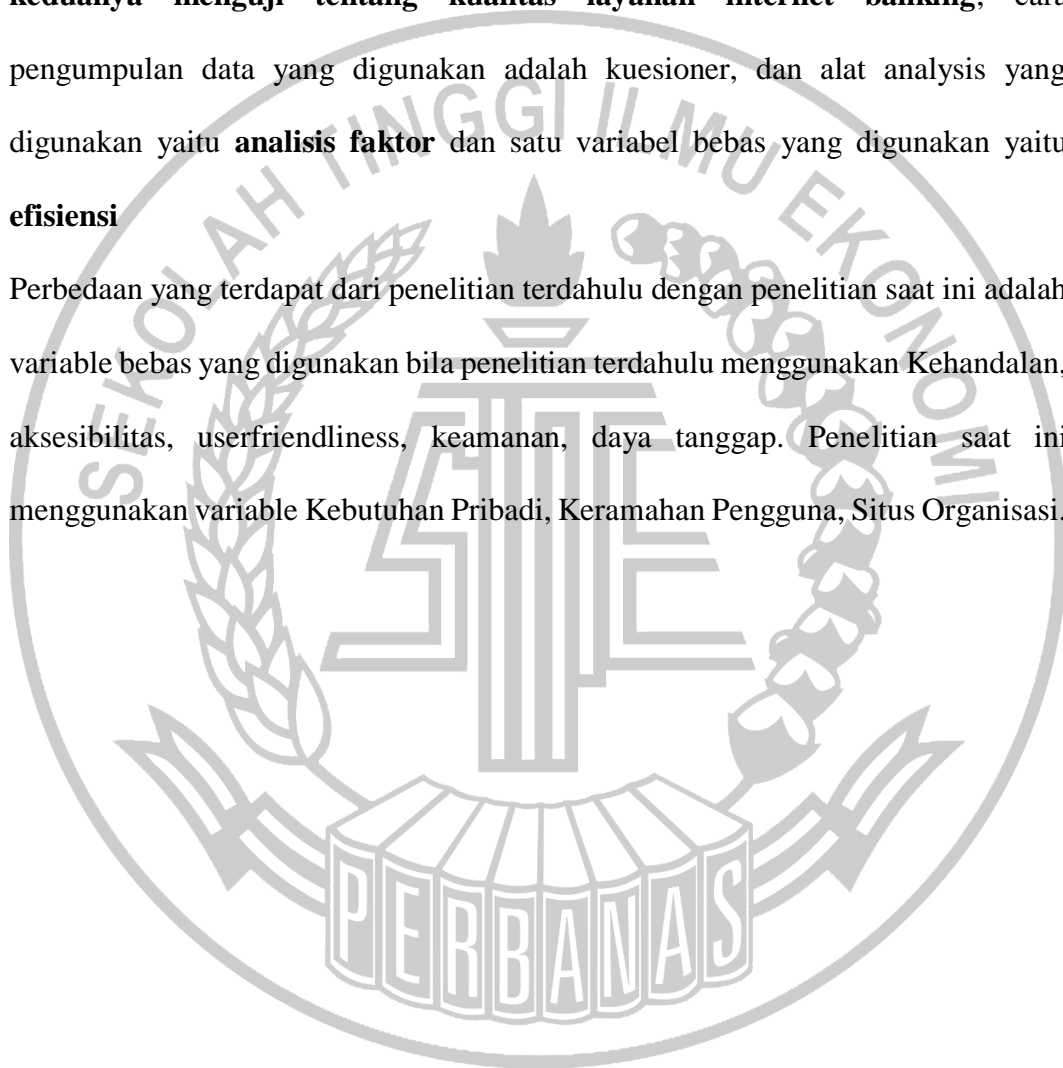 keduanya menguji tentang kualitas layanan internet banking, cara
pengumpulan data yang digunakan adalah kuesioner, dan alat analysis yang
digunakan yaitu analisis faktor dan satu variabel bebas yang digunakan yaitu
efisiensi
Perbedaan yang terdapat dari penelitian terdahulu dengan penelitian saat ini adalah
variable bebas yang digunakan bila penelitian terdahulu menggunakan Kehandalan,
aksesibilitas, userfriendliness, keamanan, daya tanggap. Penelitian saat ini
menggunakan variable Kebutuhan Pribadi, Keramahan Pengguna, Situs Organisasi.
SEKOLAH TINGGI ILMU EKONOMI
STIE
PERBANAS